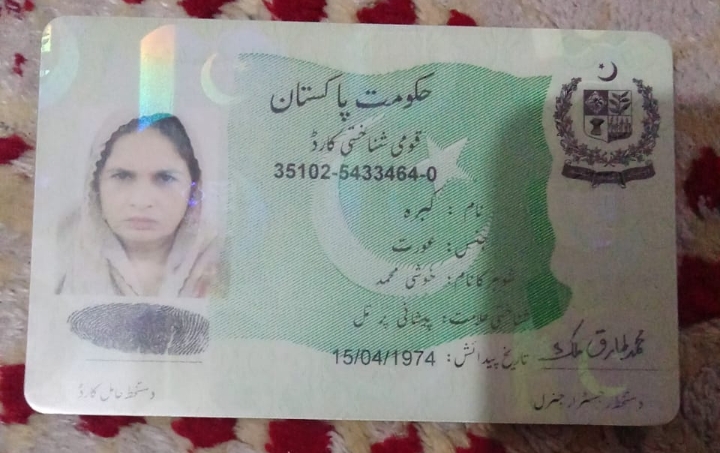 حکومت پاکستان
قومی شناختی کارڈ
35102-5433464-0
نام : کبرہ
جنس: عورت
شوہر کا نام: خوشی محمد
شناختی علامت: پیشانی پر تل
تاریخ پیدائش: 15/04/1974
محمد طارق ملک
دستخط حامل کارڈ
دستخط رجسٹرار جنرل